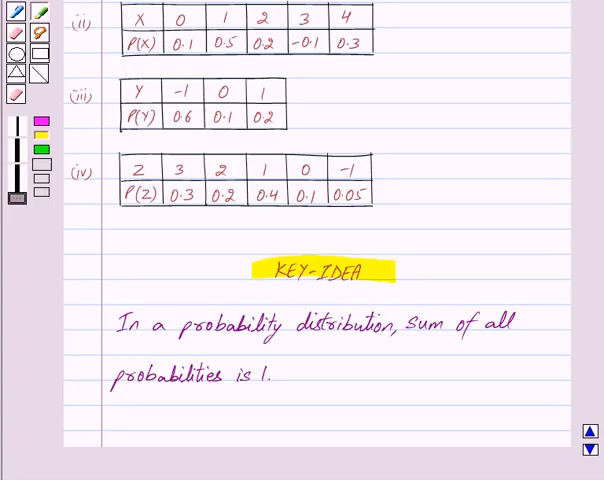 (ii) X 0 1 2 3 4
P(X) 0.1 0.5 0.2 -0.1 0.3
(iii) Y -1 0 1
P(Y) 0.6 0.1 0.2
(iv) Z 3 2 1 0 -1
P(Z) 0.3 0.2 0.4 0.1 0.05
KEY-IDEA
In a probability distribution, sum of all
probabilities is 1.